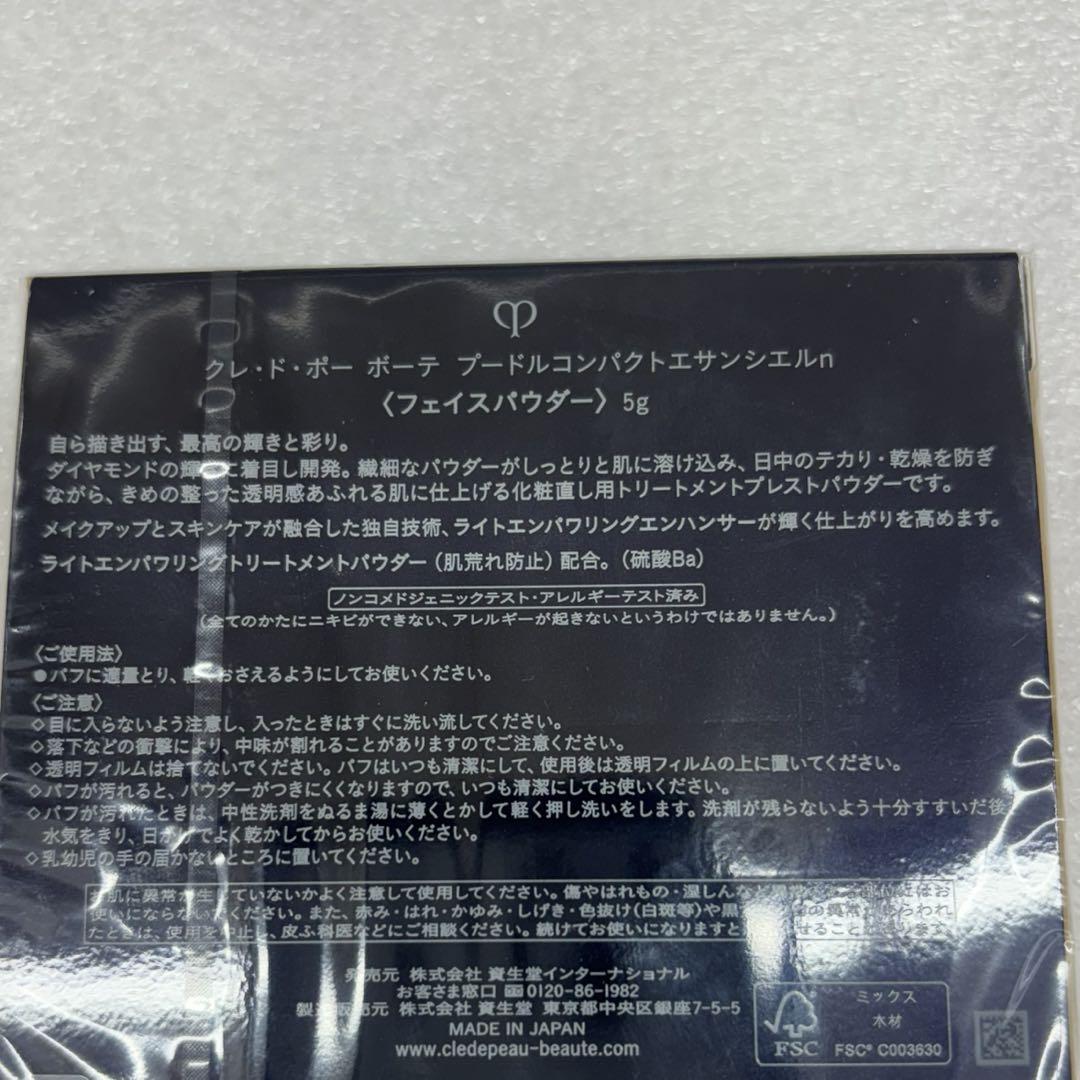 クレ・ド・ポー ボーテ プードルコンパクトエサンシエルn
〈フェイスパウダー〉5g
自ら描き出す、最高の輝きと彩り。
ダイヤモンドの輝 に着目し開発。繊細なパウダーがしっとりと肌に溶け込み、日中のテカリ・乾燥を防ぎ
ながら、きめの整った透明感あふれる肌に仕上げる化粧直し用トリートメントプレストパウダーです。
メイクアップとスキンケアが融合した独自技術、ライトエンパワリングエンハンサーが輝く仕上がりを高めます。
ライトエンパワリングトリートメントパウダー（肌荒れ防止）配合。（硫酸Ba）
ノンコメドジェニックテスト・アレルギーテスト済み
（全てのかたにニキビができない、アレルギーが起きないというわけではありません。）
〈ご使用法〉
●パフに適量とり、軽 おさえるようにしてお使いください。
〈ご注意〉
◇目に入らないよう注意し、入ったときはすぐに洗い流してください。
◇落下などの衝撃により、中味が割れることがありますのでご注意ください。
◇透明フィルムは捨てないでください。パフはいつも清潔にして、使用後は透明フィルムの上に置いてください。
◇パフが汚れると、パウダーがつきにくくなりますので、いつも清潔にしてお使いください。
◇パフが汚れたときは、中性洗剤をぬるま湯に薄くとかして軽く押し洗いをします。洗剤が残らないよう十分すすいだ後、
水気をきり、日かげでよく乾かしてからお使いください。
◇乳幼児の手の届かないところに置いてください。
お肌に異常が生じていないかよく注意して使用してください。傷やはれもの・湿しんなど異常 部位にはお
使いにならない ください。また、赤み・はれ・かゆみ・しげき・色抜け（白斑等）や黒 の異常 あらわれ
たときは、使用を中止し、皮ふ科医などにご相談ください。続けてお使いになりますと せることがあります
発売元 株式会社 資生堂インターナショナル
お客さま窓口 0120-86-1982
製造販売元 株式会社 資生堂 東京都中央区銀座7-5-5
MADE IN JAPAN
www.cledepeau-beaute.com
FSC
ミックス
木材
FSC® C003630